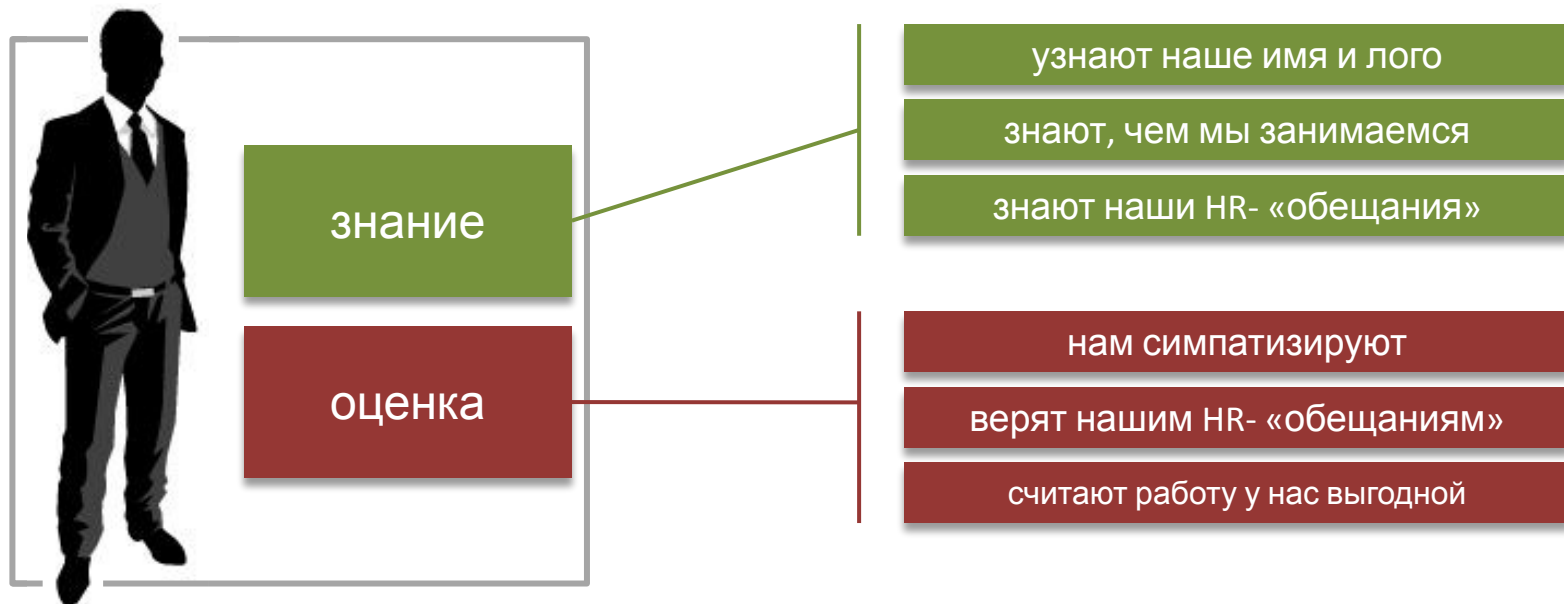 знание
узнают наше имя и лого
знают, чем мы занимаемся
знают наши HR- «обещания»
оценка
нам симпатизируют
верят нашим HR- «обещаниям»
считают работу у нас выгодной